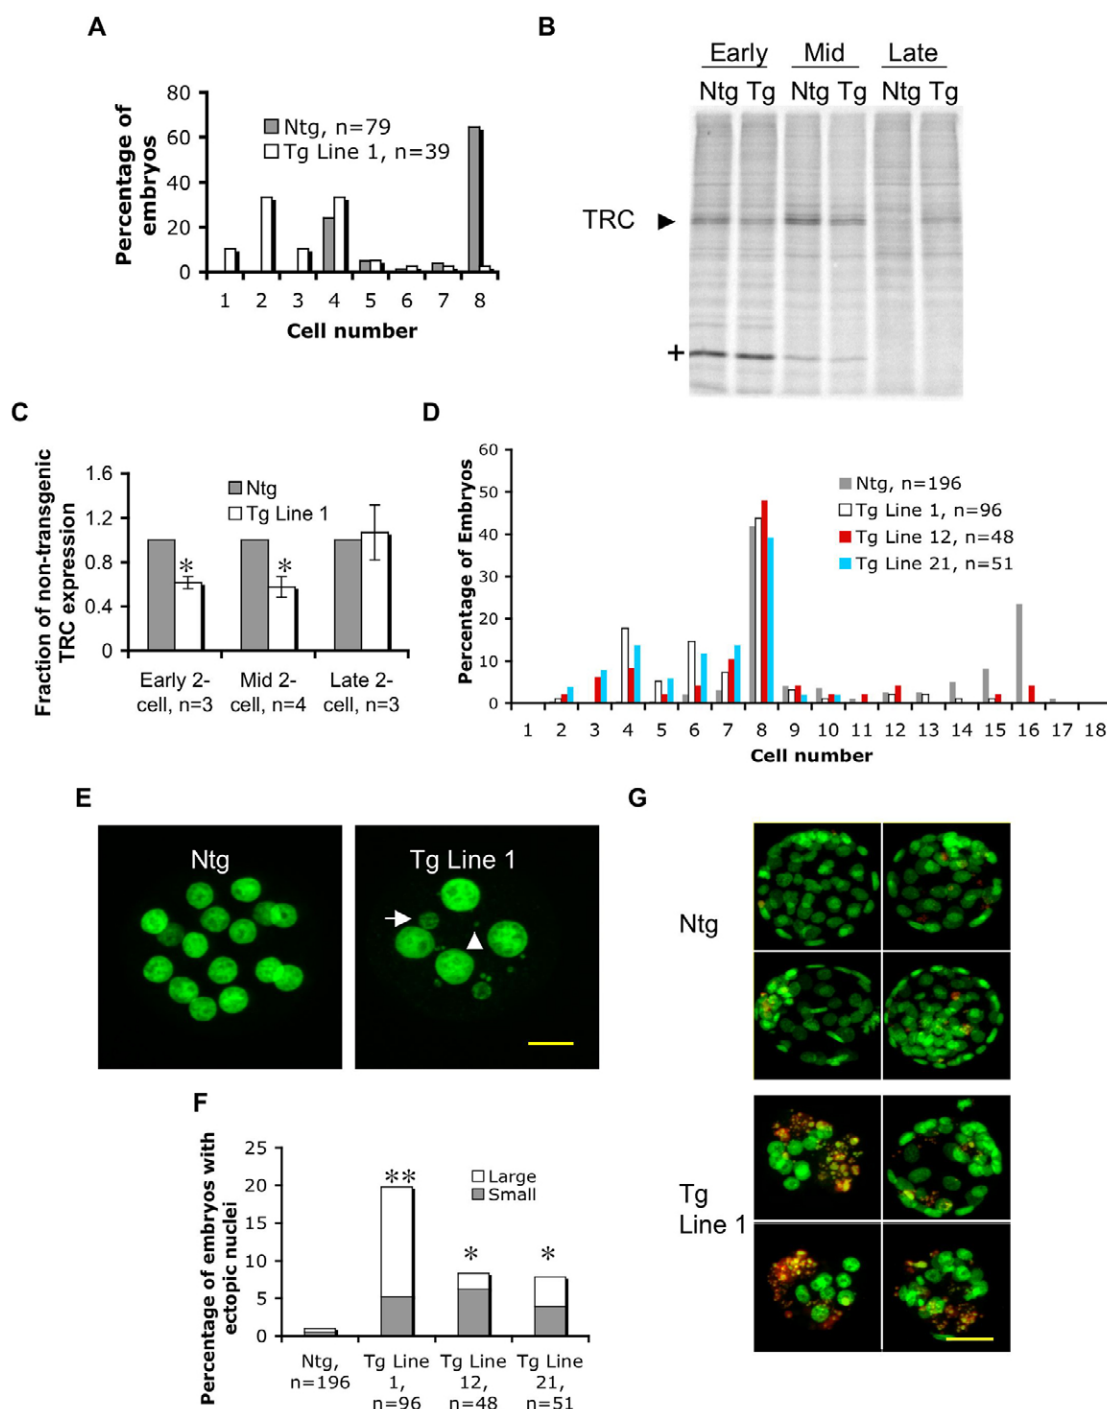 A
Percentage of
embryos
80
60
40
20
0
Ntg, n=79
Tg Line 1, n=39
1 2 3 4 5 6 7 8
Cell number
B
Early Mid Late
Ntg Tg Ntg Tg Ntg Tg
TRC
+
C
Fraction of non-transgenic
TRC expression
1.6
1.2
0.8
0.4
0
Ntg
Tg Line 1
* *
Early 2-
cell, n=3
Mid 2-
cell, n=4
Late 2-
cell, n=3
D
Percentage of Embryos
60
50
40
30
20
10
0
Ntg, n=196
Tg Line 1, n=96
Tg Line 12, n=48
Tg Line 21, n=51
1 2 3 4 5 6 7 8 9 10 11 12 13 14 15 16 17 18
Cell number
E
Ntg
Tg Line 1
F
Percentage of embryos with
ectopic nuclei
25
20
15
10
5
0
Large
Small
** * *
Ntg,
n=196
Tg Line
1,
n=96
Tg Line
12,
n=48
Tg Line
21,
n=51
G
Ntg
Tg
Line 1